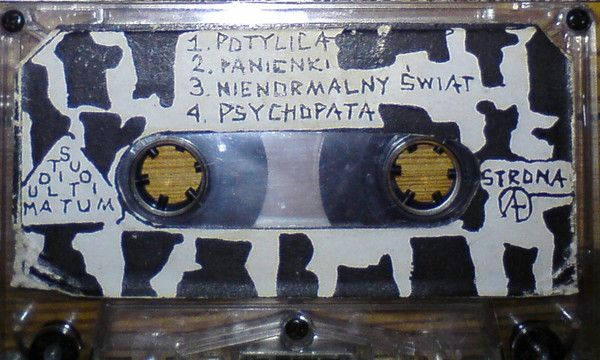 1. POTYLICA
2. PANIENKI
3. NIENORMALNY ŚWIAT
4. PSYCHOPATA
STUDIO ULTIMATUM
STRONA
A